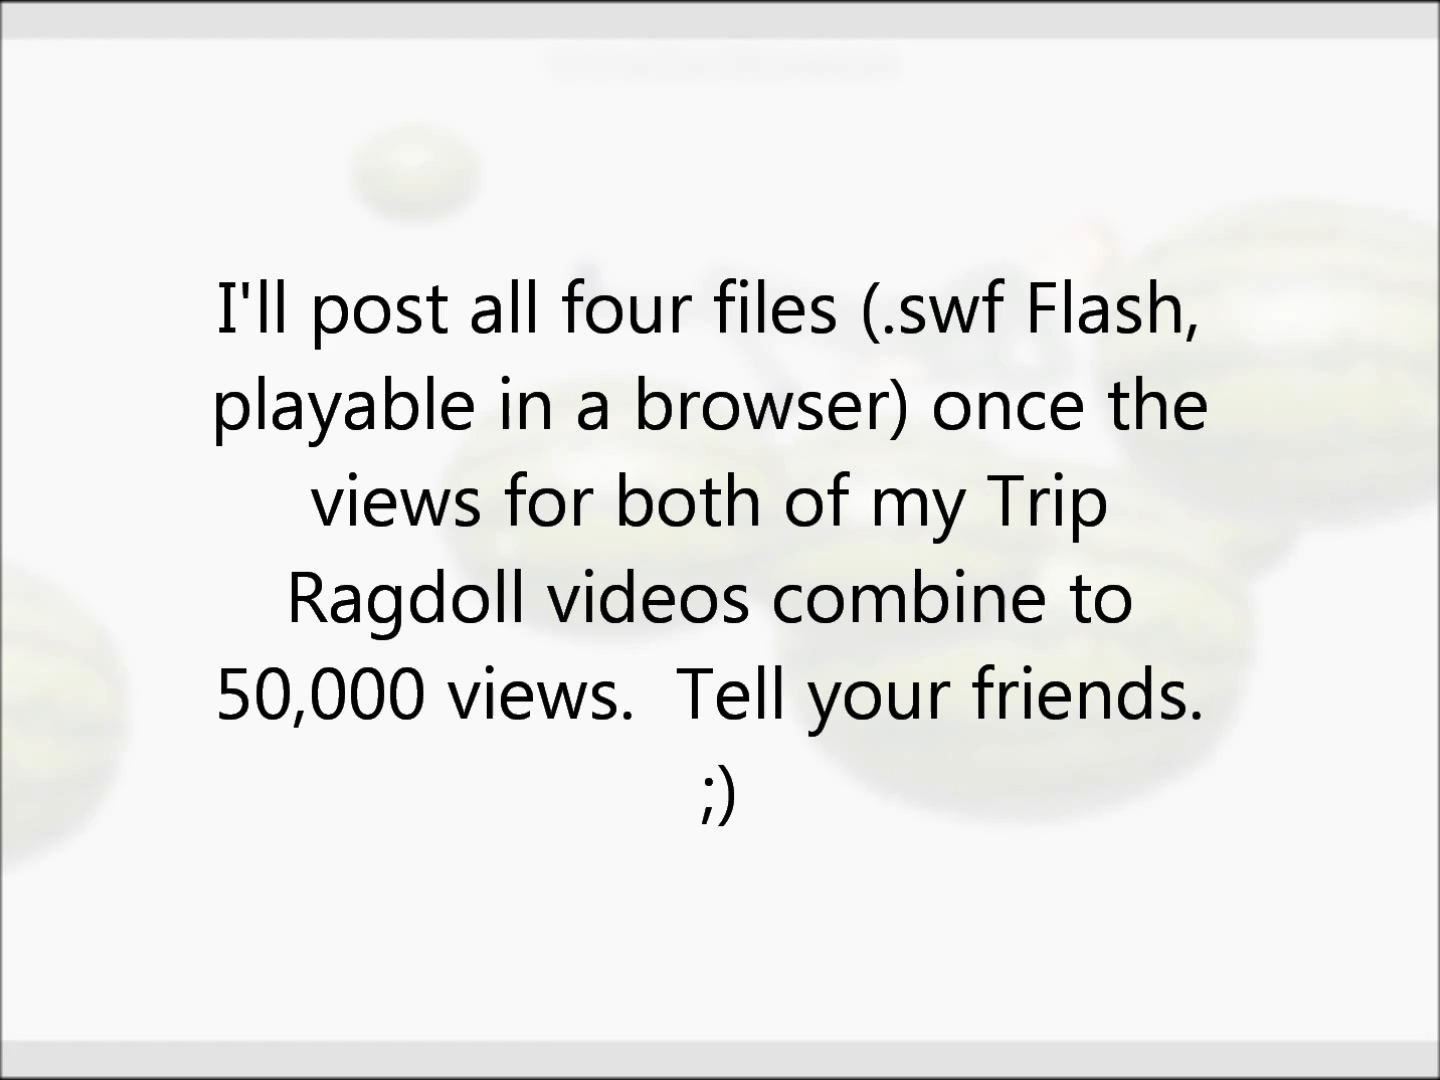 I'll post all four files (.swf Flash,
playable in a browser) once the
views for both of my Trip
Ragdoll videos combine to
50,000 views.  Tell your friends.
;)